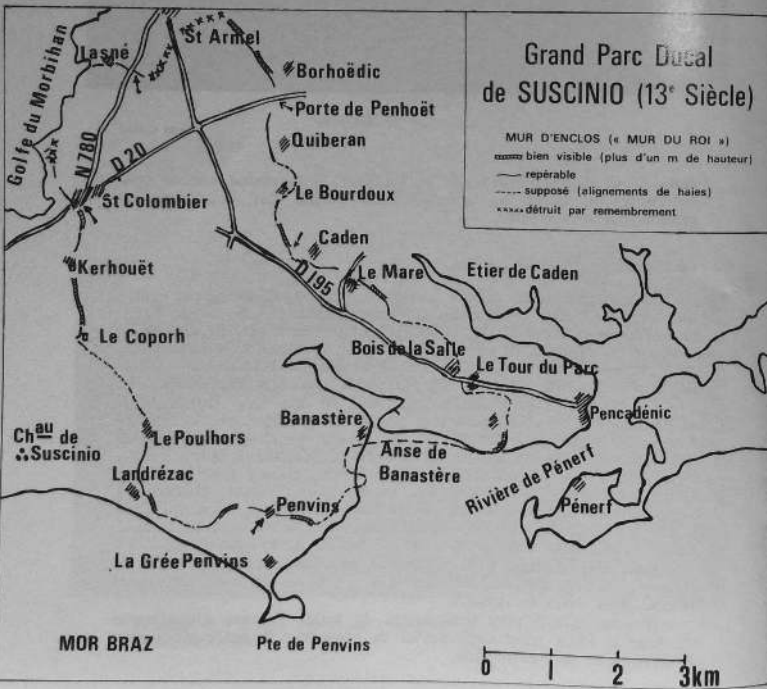 Grand Parc Ducal
de SUSCINIO (13e Siècle)
MUR D'ENCLOS (« MUR DU ROI »)
bien visible (plus d'un m de hauteur)
repérable
supposé (alignements de haies)
détruit par remembrement
St Armel
Lasné
Golfe du Morbihan
Borhoëdic
Porte de Penhoët
N 780
D 20
Quiberan
Le Bourdoux
St Colombier
Caden
Kerhouët
D 195
Le Mare
Etier de Caden
Le Coporh
Bois de la Salle
Le Tour du Parc
Banastère
Pencadénic
Chau de
Suscinio
Le Poulhors
Anse de
Banastère
Landrézac
Rivière de Pénerf
Penvins
Pénerf
La Grée Penvins
MOR BRAZ
Pte de Penvins
0 1 2 3km